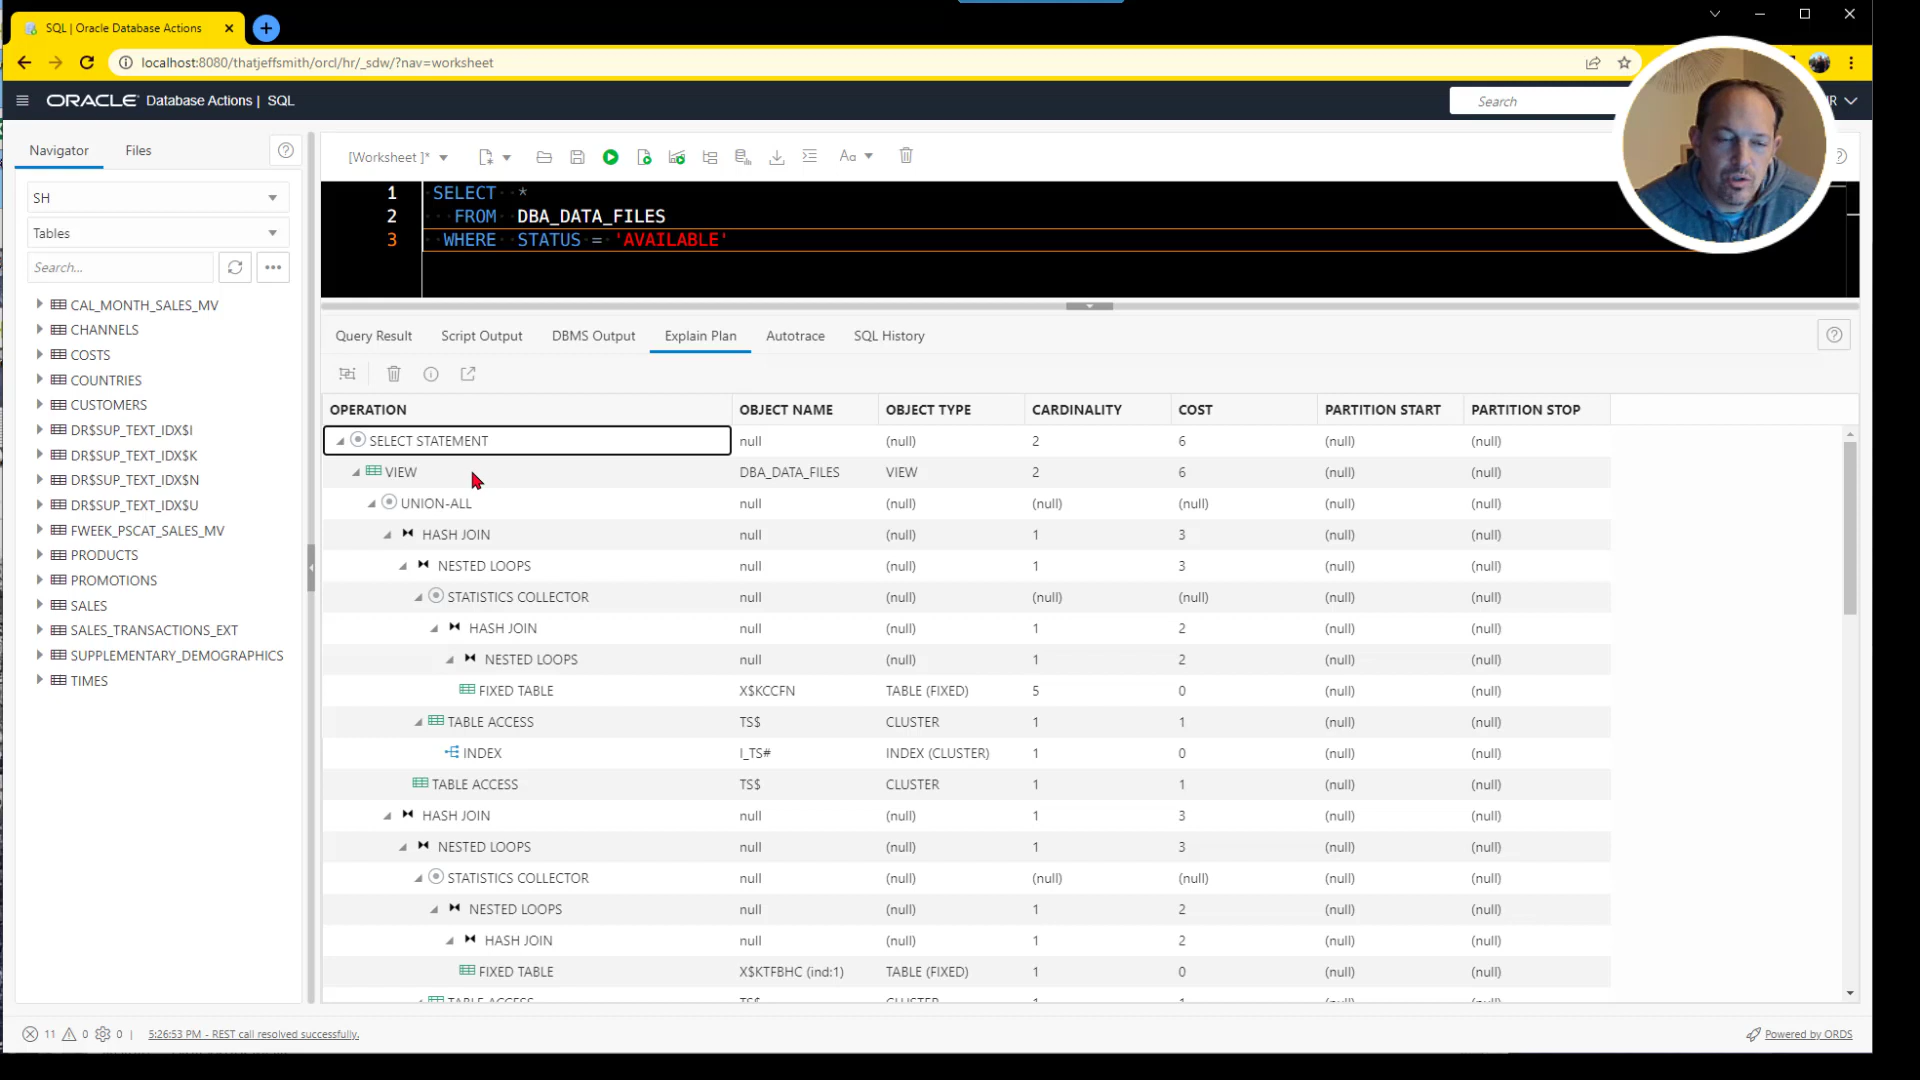 SQL | Oracle Database Actions
localhost:8080/thatjeffsmith/orcl/hr/_sdw/?nav=worksheet
ORACLE Database Actions | SQL
Search
Navigator
Files
SH
Tables
Search...
CAL_MONTH_SALES_MV
CHANNELS
COSTS
COUNTRIES
CUSTOMERS
DR$SUP_TEXT_IDX$I
DR$SUP_TEXT_IDX$K
DR$SUP_TEXT_IDX$N
DR$SUP_TEXT_IDX$U
FWEEK_PSCAT_SALES_MV
PRODUCTS
PROMOTIONS
SALES
SALES_TRANSACTIONS_EXT
SUPPLEMENTARY_DEMOGRAPHICS
TIMES
[Worksheet ]*
Aa
1 SELECT *
2 FROM DBA_DATA_FILES
3 WHERE STATUS = 'AVAILABLE'
Query Result Script Output DBMS Output Explain Plan Autotrace SQL History
OPERATION OBJECT NAME OBJECT TYPE CARDINALITY COST PARTITION START PARTITION STOP
SELECT STATEMENT null (null) 2 6 (null) (null)
VIEW DBA_DATA_FILES VIEW 2 6 (null) (null)
UNION-ALL null (null) (null) (null) (null) (null)
HASH JOIN null (null) 1 3 (null) (null)
NESTED LOOPS null (null) 1 3 (null) (null)
STATISTICS COLLECTOR null (null) (null) (null) (null) (null)
HASH JOIN null (null) 1 2 (null) (null)
NESTED LOOPS null (null) 1 2 (null) (null)
FIXED TABLE X$KCCFN TABLE (FIXED) 5 0 (null) (null)
TABLE ACCESS TS$ CLUSTER 1 1 (null) (null)
INDEX I_TS# INDEX (CLUSTER) 1 0 (null) (null)
TABLE ACCESS TS$ CLUSTER 1 1 (null) (null)
HASH JOIN null (null) 1 3 (null) (null)
NESTED LOOPS null (null) 1 3 (null) (null)
STATISTICS COLLECTOR null (null) (null) (null) (null) (null)
NESTED LOOPS null (null) 1 2 (null) (null)
HASH JOIN null (null) 1 2 (null) (null)
FIXED TABLE X$KTFBHC (ind:1) TABLE (FIXED) 1 0 (null) (null)
TABLE ACCESS TS$ CLUSTER 1 1 (null) (null)
11 0 0 | 5:26:53 PM - REST call resolved successfully.
Powered by ORDS